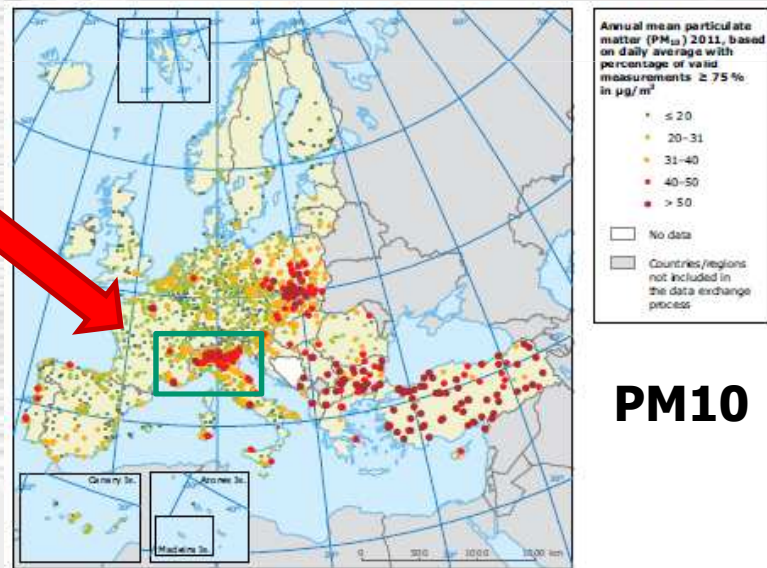 Annual mean particulate
matter (PM₁₀) 2011, based
on daily average with
percentage of valid
measurements ≥ 75 %
in µg/m³
≤ 20
20–31
31–40
40–50
> 50
No data
Countries/regions
not included in
the data exchange
process
PM10
Canary Is.
Azores Is.
Madeira Is.
0 500 1000 1500 km